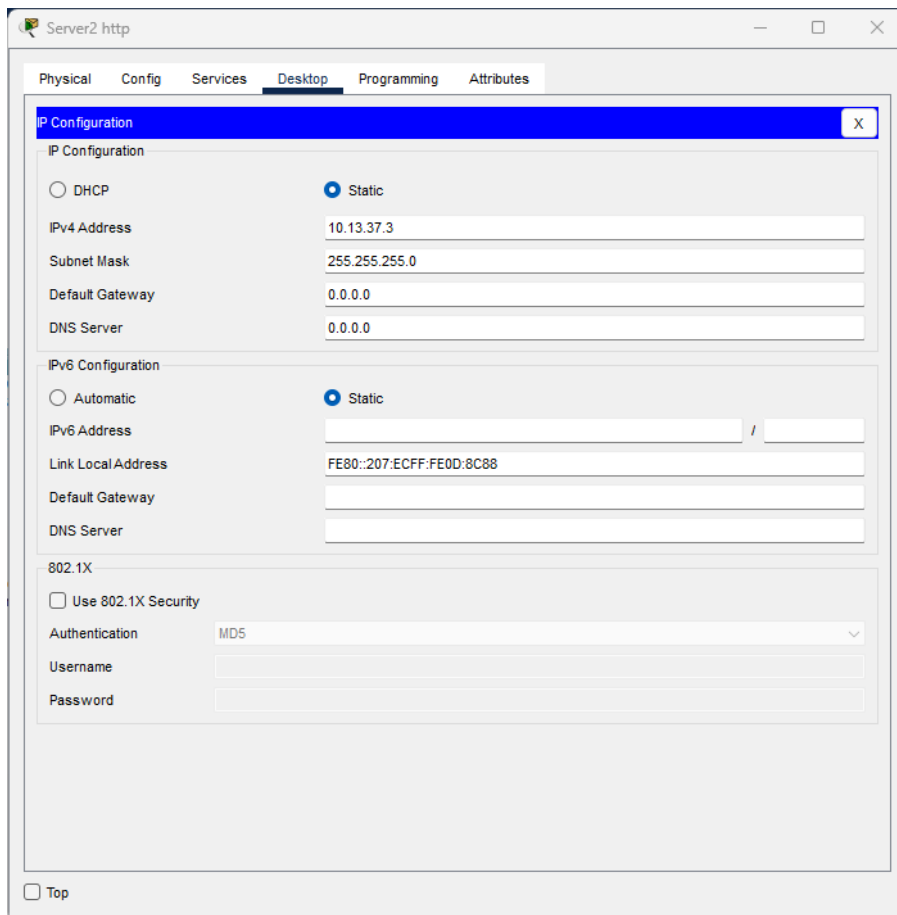 Server2 http
Physical Config Services Desktop Programming Attributes
IP Configuration X
IP Configuration
DHCP Static
IPv4 Address 10.13.37.3
Subnet Mask 255.255.255.0
Default Gateway 0.0.0.0
DNS Server 0.0.0.0
IPv6 Configuration
Automatic Static
IPv6 Address /
Link Local Address FE80::207:ECFF:FE0D:8C88
Default Gateway
DNS Server
802.1X
Use 802.1X Security
Authentication MD5
Username
Password
Top